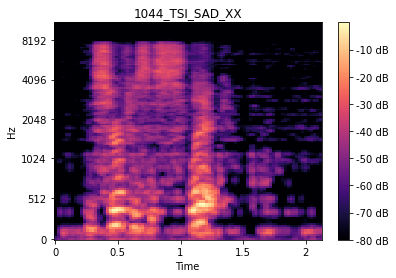 1044_TSI_SAD_XX
8192
4096
2048
1024
512
0
Hz
0
0.5
1
1.5
2
Time
-10 dB
-20 dB
-30 dB
-40 dB
-50 dB
-60 dB
-70 dB
-80 dB